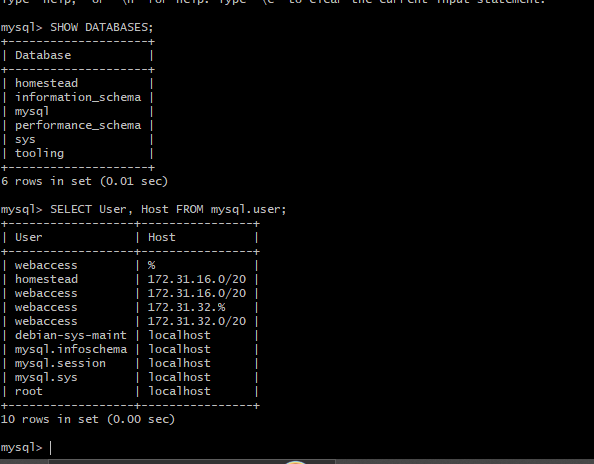 Type 'help;' or '\h' for help. Type '\c' to clear the current input statement.
mysql> SHOW DATABASES;
+--------------------+
| Database           |
+--------------------+
| homestead          |
| information_schema |
| mysql              |
| performance_schema |
| sys                |
| tooling            |
+--------------------+
6 rows in set (0.01 sec)
mysql> SELECT User, Host FROM mysql.user;
+------------------+----------------+
| User             | Host           |
+------------------+----------------+
| webaccess        | %              |
| homestead        | 172.31.16.0/20 |
| webaccess        | 172.31.16.0/20 |
| webaccess        | 172.31.32.%    |
| webaccess        | 172.31.32.0/20 |
| debian-sys-maint | localhost      |
| mysql.infoschema | localhost      |
| mysql.session    | localhost      |
| mysql.sys        | localhost      |
| root             | localhost      |
+------------------+----------------+
10 rows in set (0.00 sec)
mysql>